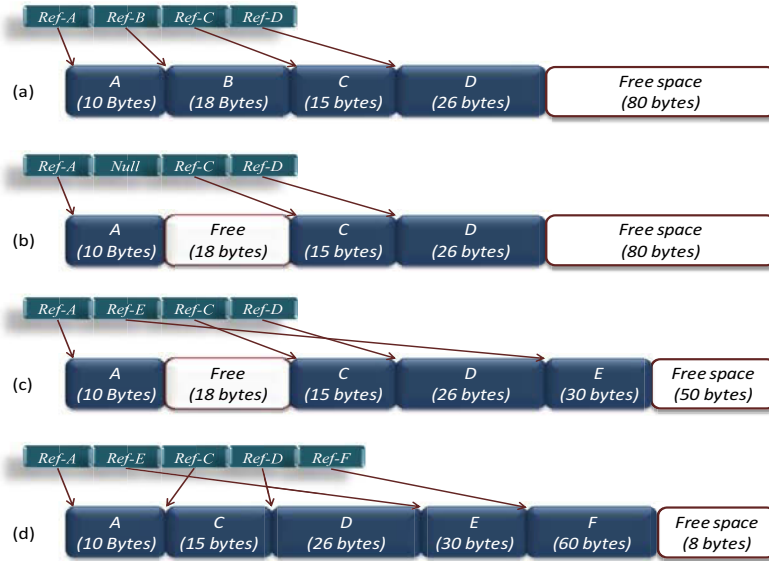 Ref-A Ref-B Ref-C Ref-D
(a)
A
(10 Bytes)
B
(18 Bytes)
C
(15 bytes)
D
(26 bytes)
Free space
(80 bytes)
Ref-A Null Ref-C Ref-D
(b)
A
(10 Bytes)
Free
(18 bytes)
C
(15 bytes)
D
(26 bytes)
Free space
(80 bytes)
Ref-A Ref-E Ref-C Ref-D
(c)
A
(10 Bytes)
Free
(18 bytes)
C
(15 bytes)
D
(26 bytes)
E
(30 bytes)
Free space
(50 bytes)
Ref-A Ref-E Ref-C Ref-D Ref-F
(d)
A
(10 Bytes)
C
(15 bytes)
D
(26 bytes)
E
(30 bytes)
F
(60 bytes)
Free space
(8 bytes)